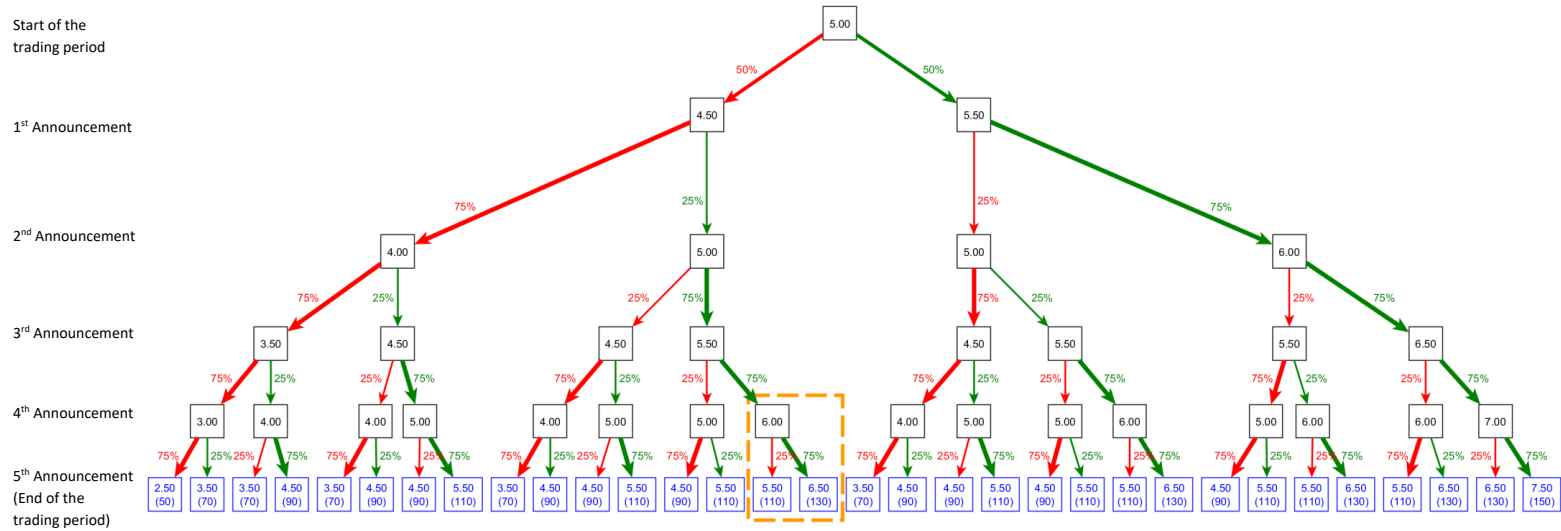 Start of the
trading period
5.00
50% 50%
1st Announcement
4.50 5.50
75% 25% 25% 75%
2nd Announcement
4.00 5.00 5.00 6.00
75% 25% 25% 75% 75% 25% 25% 75%
3rd Announcement
3.50 4.50 4.50 5.50 4.50 5.50 5.50 6.50
75% 25% 25% 75% 75% 25% 25% 75% 75% 25% 25% 75% 75% 25% 25% 75%
4th Announcement
3.00 4.00 4.00 5.00 4.00 5.00 5.00 6.00 4.00 5.00 5.00 6.00 5.00 6.00 6.00 7.00
75% 25% 25% 75% 75% 25% 25% 75% 75% 25% 25% 75% 75% 25% 25% 75% 75% 25% 25% 75% 75% 25% 25% 75% 75% 25% 25% 75% 75% 25% 25% 75%
5th Announcement
(End of the
trading period)
2.50 3.50 3.50 4.50 3.50 4.50 4.50 5.50 3.50 4.50 4.50 5.50 4.50 5.50 5.50 6.50 3.50 4.50 4.50 5.50 4.50 5.50 5.50 6.50 4.50 5.50 5.50 6.50 5.50 6.50 6.50 7.50
(50) (70) (70) (90) (70) (90) (90) (110) (70) (90) (90) (110) (90) (110) (110) (130) (70) (90) (90) (110) (90) (110) (110) (130) (90) (110) (110) (130) (110) (130) (130) (150)